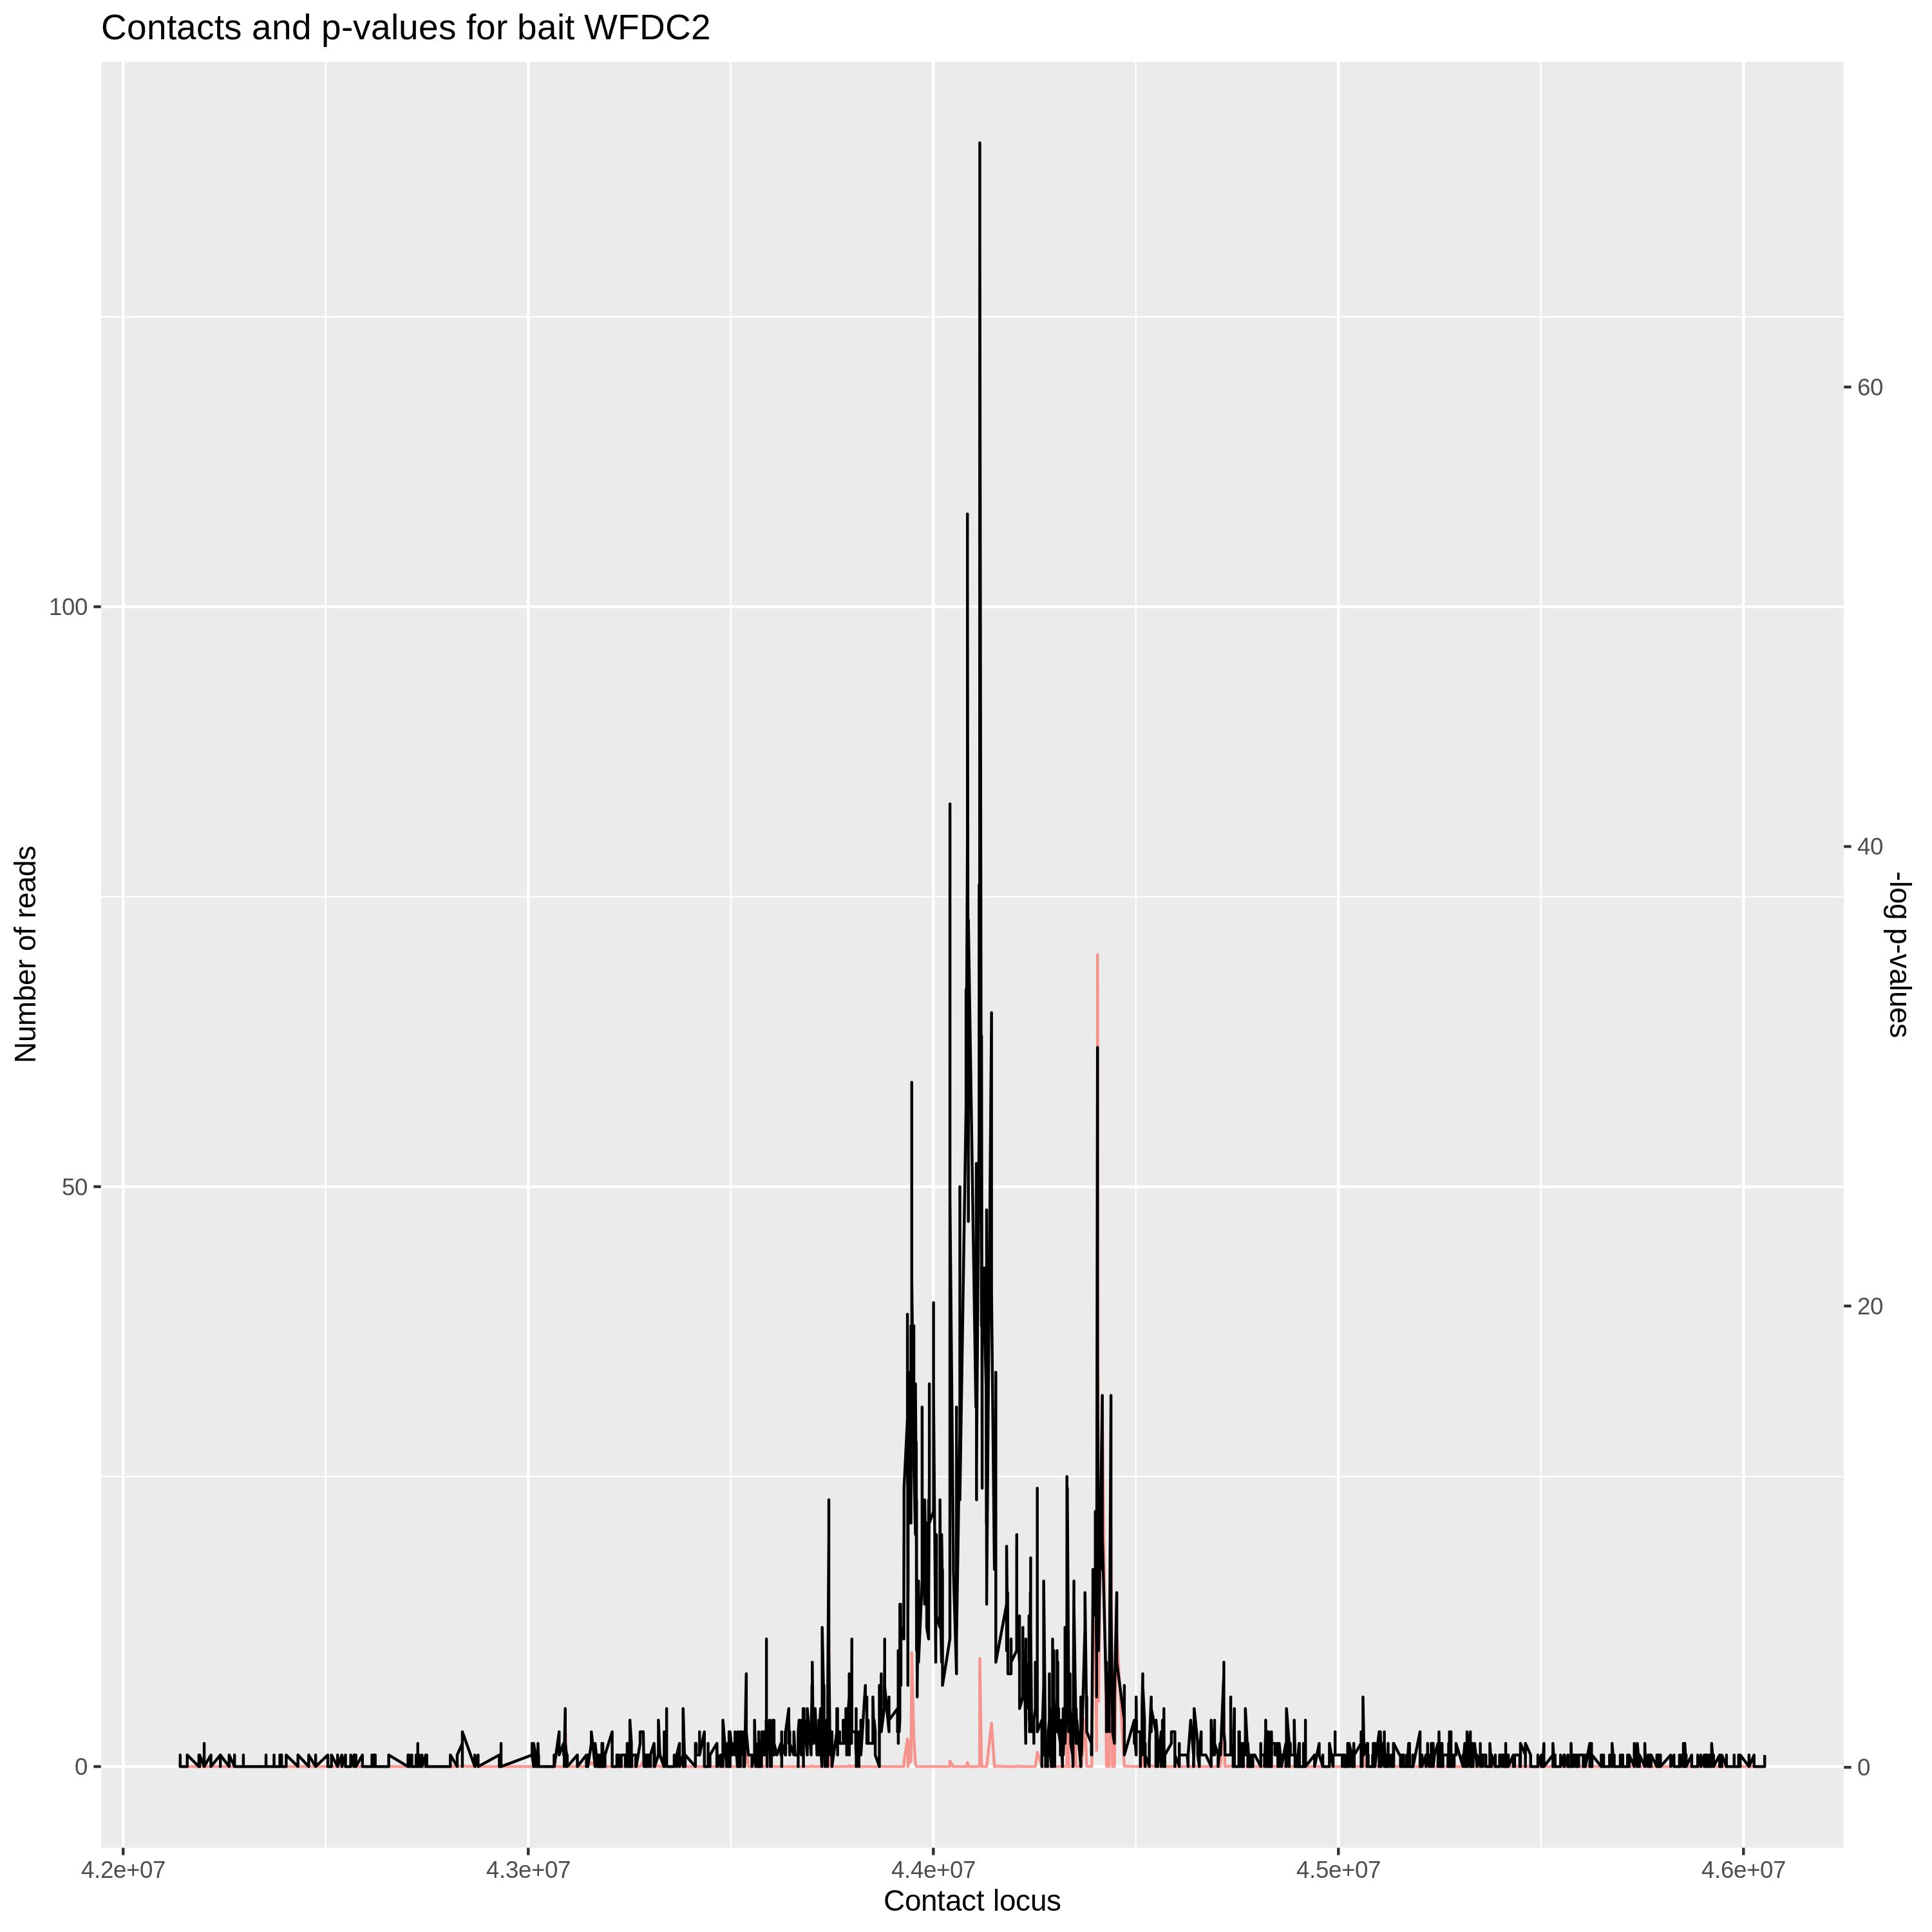 Contacts and p-values for bait WFDC2
Number of reads
100
50
0
60
40
20
0
-log p-values
4.2e+07
4.3e+07
4.4e+07
4.5e+07
4.6e+07
Contact locus